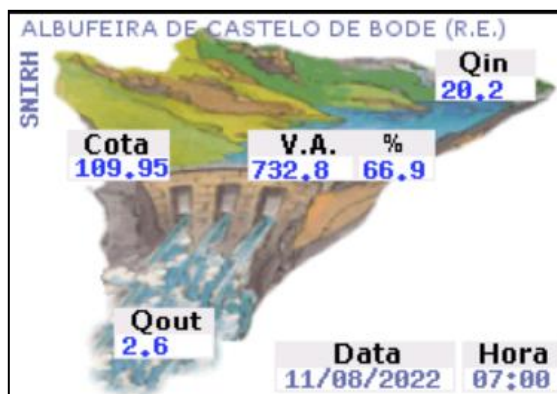 ALBUFEIRA DE CASTELO DE BODE (R.E.)
SNIRH
Qin
20.2
Cota
109.95
V.A. %
732.8 66.9
Qout
2.6
Data Hora
11/08/2022 07:00